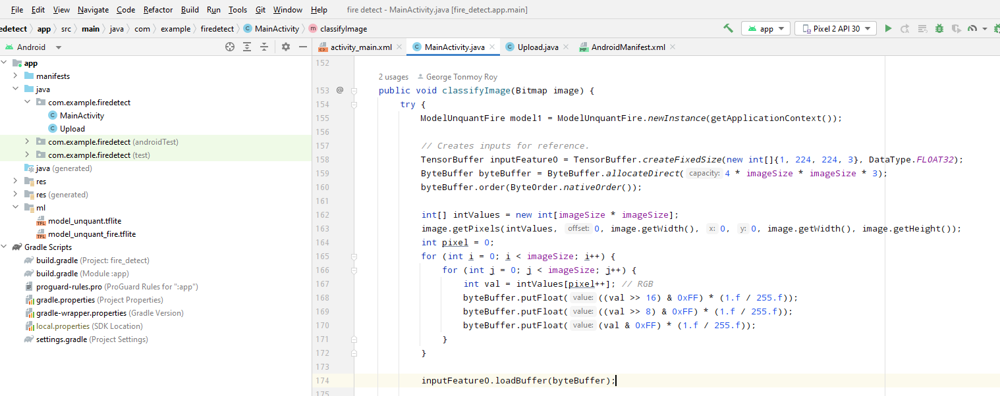 File Edit View Navigate Code Refactor Build Run Tools Git Window Help fire detect - MainActivity.java [fire_detect.app.main]
edetect app src main java com example firedetect MainActivity classifyImage app Pixel 2 API 30
Android
activity_main.xml MainActivity.java Upload.java AndroidManifest.xml
app
manifests
java
com.example.firedetect
MainActivity
Upload
com.example.firedetect (androidTest)
com.example.firedetect (test)
java (generated)
res
res (generated)
ml
model_unquant.tflite
model_unquant_fire.tflite
Gradle Scripts
build.gradle (Project: fire_detect)
build.gradle (Module :app)
proguard-rules.pro (ProGuard Rules for ":app")
gradle.properties (Project Properties)
gradle-wrapper.properties (Gradle Version)
local.properties (SDK Location)
settings.gradle (Project Settings)
152
2 usages George Tonmoy Roy
153 @ public void classifyImage(Bitmap image) {
154 try {
155 ModelUnquantFire model1 = ModelUnquantFire.newInstance(getApplicationContext());
156
157 // Creates inputs for reference.
158 TensorBuffer inputFeature0 = TensorBuffer.createFixedSize(new int[]{1, 224, 224, 3}, DataType.FLOAT32);
159 ByteBuffer byteBuffer = ByteBuffer.allocateDirect( capacity: 4 * imageSize * imageSize * 3);
160 byteBuffer.order(ByteOrder.nativeOrder());
161
162 int[] intValues = new int[imageSize * imageSize];
163 image.getPixels(intValues, offset: 0, image.getWidth(), x: 0, y: 0, image.getWidth(), image.getHeight());
164 int pixel = 0;
165 for (int i = 0; i < imageSize; i++) {
166 for (int j = 0; j < imageSize; j++) {
167 int val = intValues[pixel++]; // RGB
168 byteBuffer.putFloat( value: ((val >> 16) & 0xFF) * (1.f / 255.f));
169 byteBuffer.putFloat( value: ((val >> 8) & 0xFF) * (1.f / 255.f));
170 byteBuffer.putFloat( value: (val & 0xFF) * (1.f / 255.f));
171 }
172 }
173
174 inputFeature0.loadBuffer(byteBuffer);
175